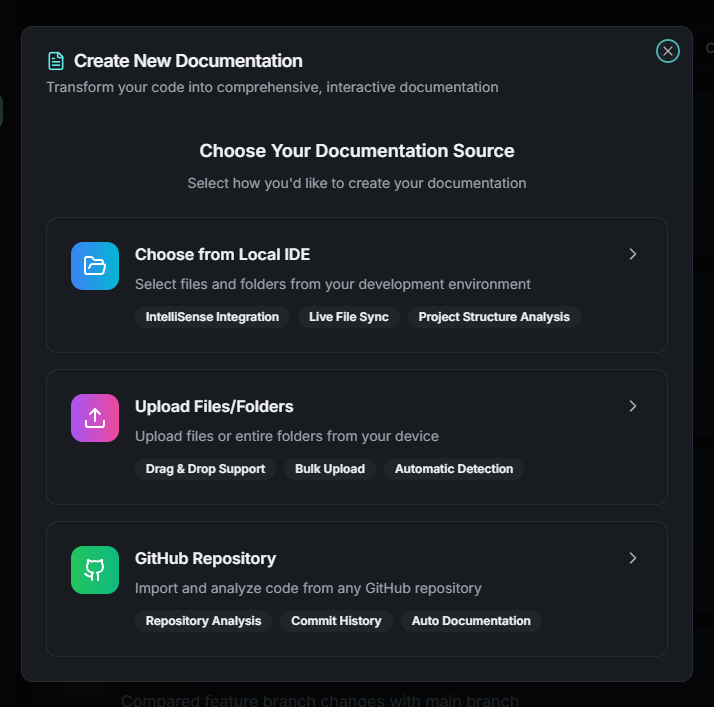 Create New Documentation
Transform your code into comprehensive, interactive documentation
Choose Your Documentation Source
Select how you'd like to create your documentation
Choose from Local IDE
Select files and folders from your development environment
IntelliSense Integration Live File Sync Project Structure Analysis
Upload Files/Folders
Upload files or entire folders from your device
Drag & Drop Support Bulk Upload Automatic Detection
GitHub Repository
Import and analyze code from any GitHub repository
Repository Analysis Commit History Auto Documentation
Compared feature branch changes with main branch